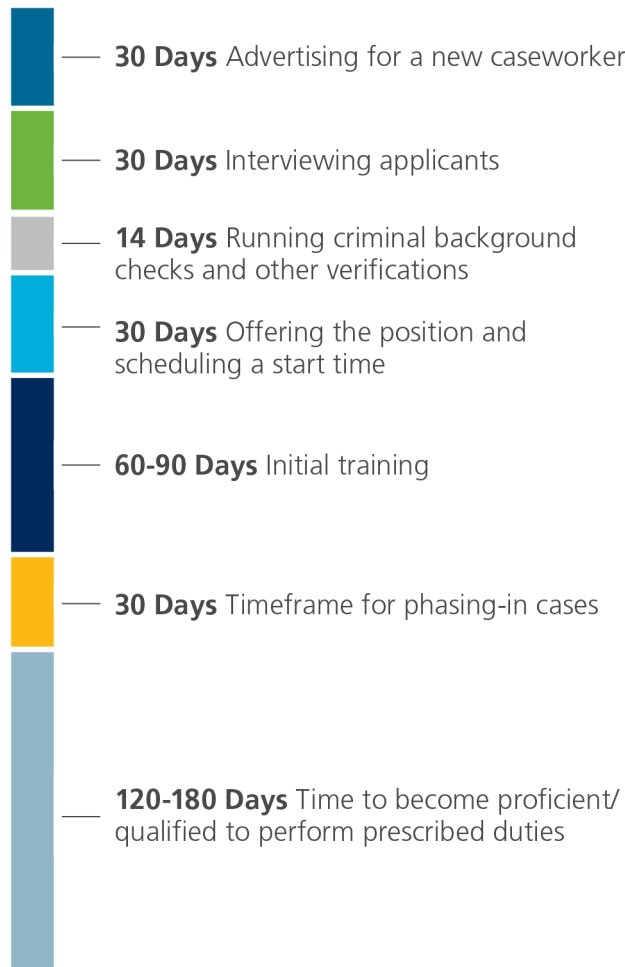 30 Days Advertising for a new caseworker
30 Days Interviewing applicants
14 Days Running criminal background
checks and other verifications
30 Days Offering the position and
scheduling a start time
60-90 Days Initial training
30 Days Timeframe for phasing-in cases
120-180 Days Time to become proficient/
qualified to perform prescribed duties